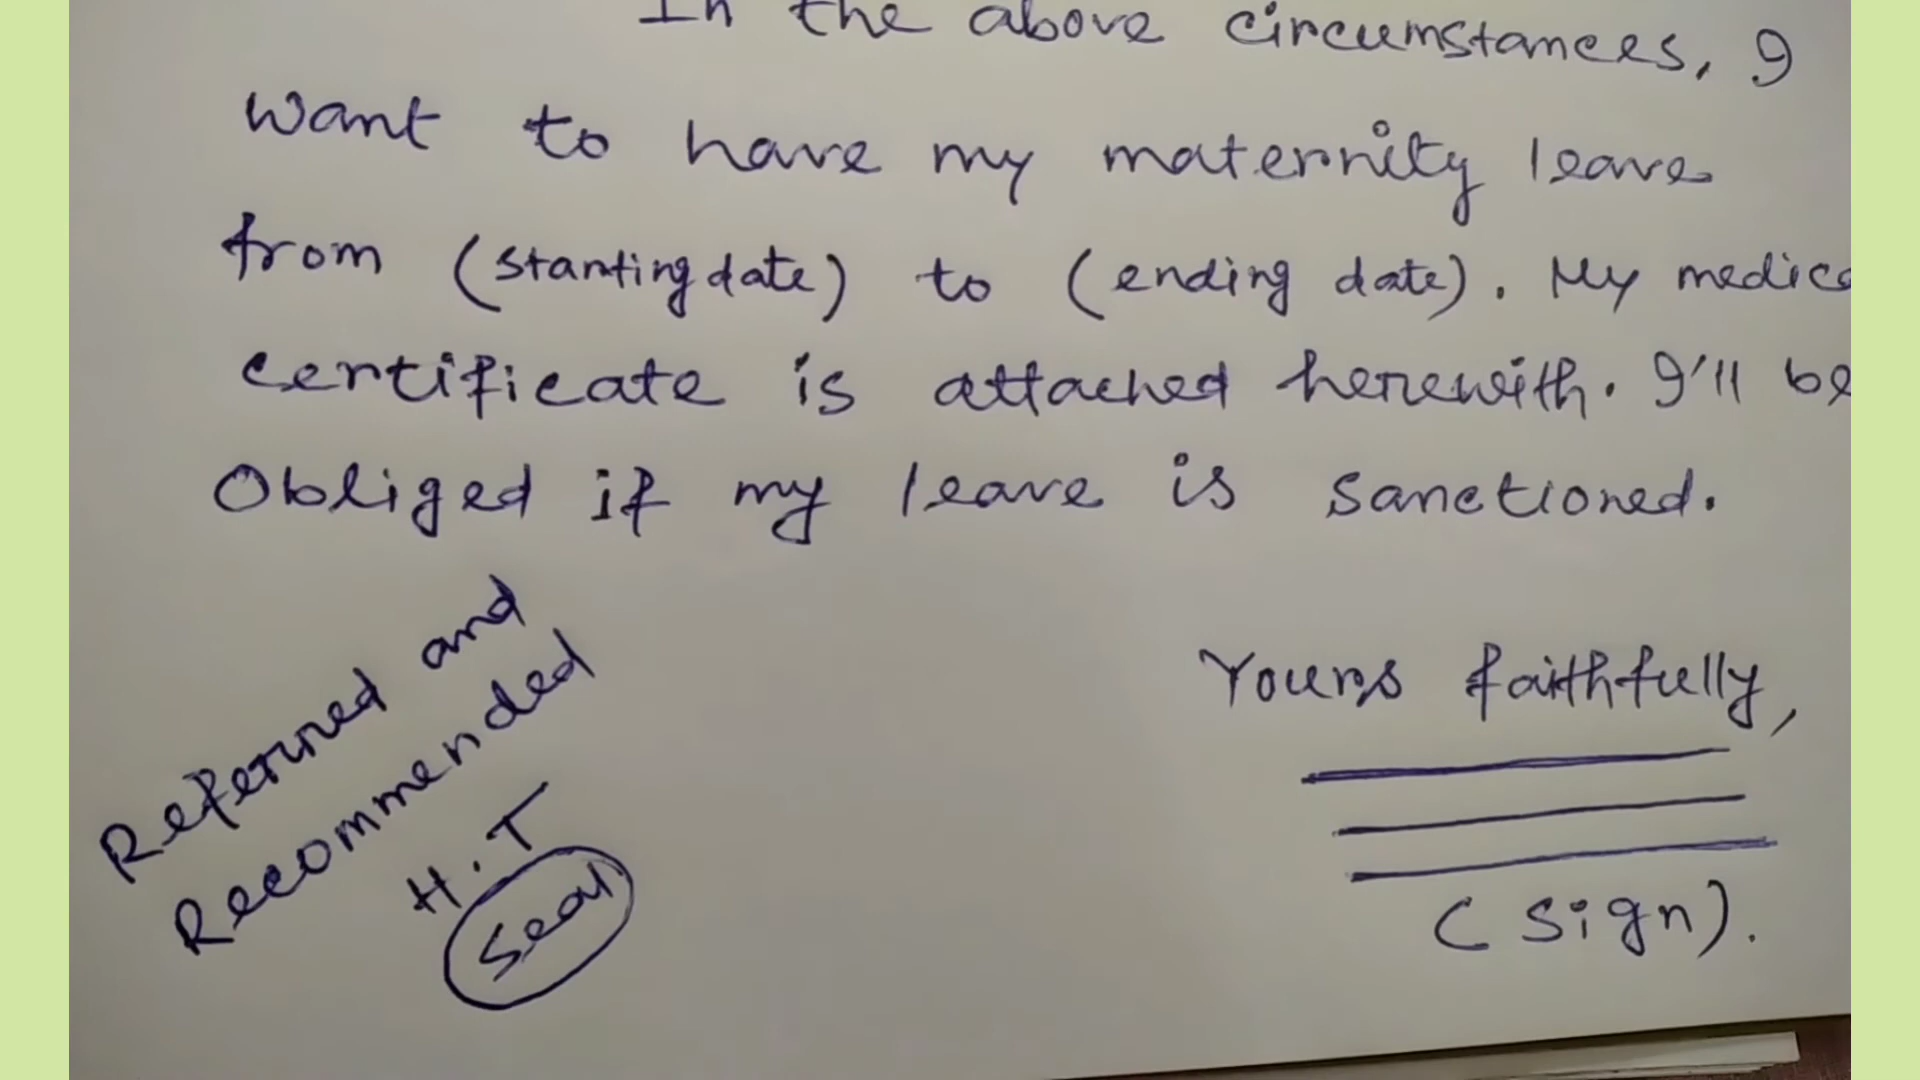 In the above circumstances, I
want to have my maternity leave
from (starting date) to (ending date). My medica
certificate is attached herewith. I'll be
Obliged if my leave is sanctioned.
Yours faithfully,
(Sign).
Referred and
Recommended
H.T
Seal